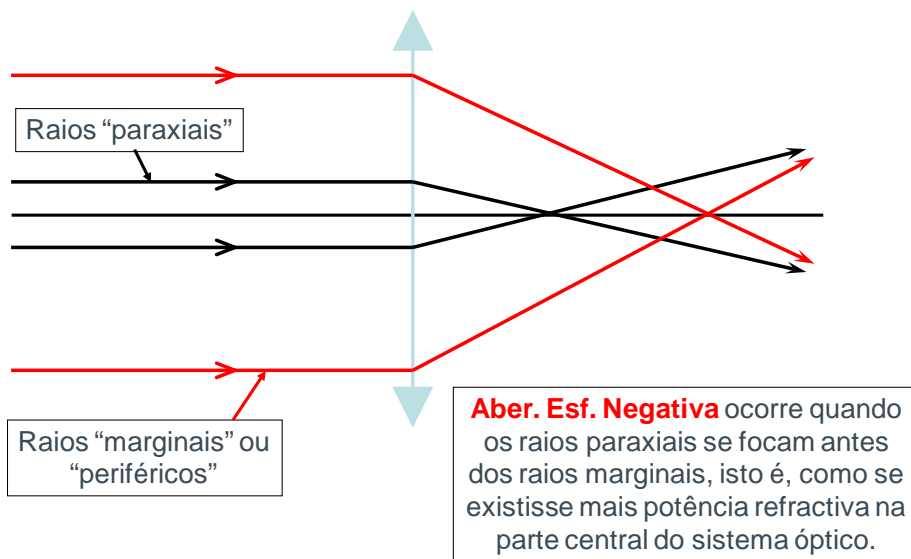 Raios “paraxiais”
Raios “marginais” ou
“periféricos”
Aber. Esf. Negativa ocorre quando
os raios paraxiais se focam antes
dos raios marginais, isto é, como se
existisse mais potência refractiva na
parte central do sistema óptico.